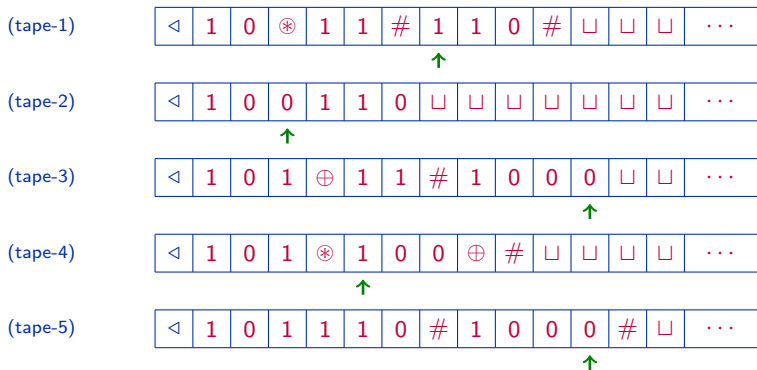 (tape-1) ◁ 1 0 ⊛ 1 1 # 1 1 0 # ⊔ ⊔ ⊔ ···
(tape-2) ◁ 1 0 0 1 1 0 ⊔ ⊔ ⊔ ⊔ ⊔ ⊔ ⊔ ···
(tape-3) ◁ 1 0 1 ⊕ 1 1 # 1 0 0 0 ⊔ ⊔ ···
(tape-4) ◁ 1 0 1 ⊛ 1 0 0 ⊕ # ⊔ ⊔ ⊔ ⊔ ···
(tape-5) ◁ 1 0 1 1 1 0 # 1 0 0 0 # ⊔ ···